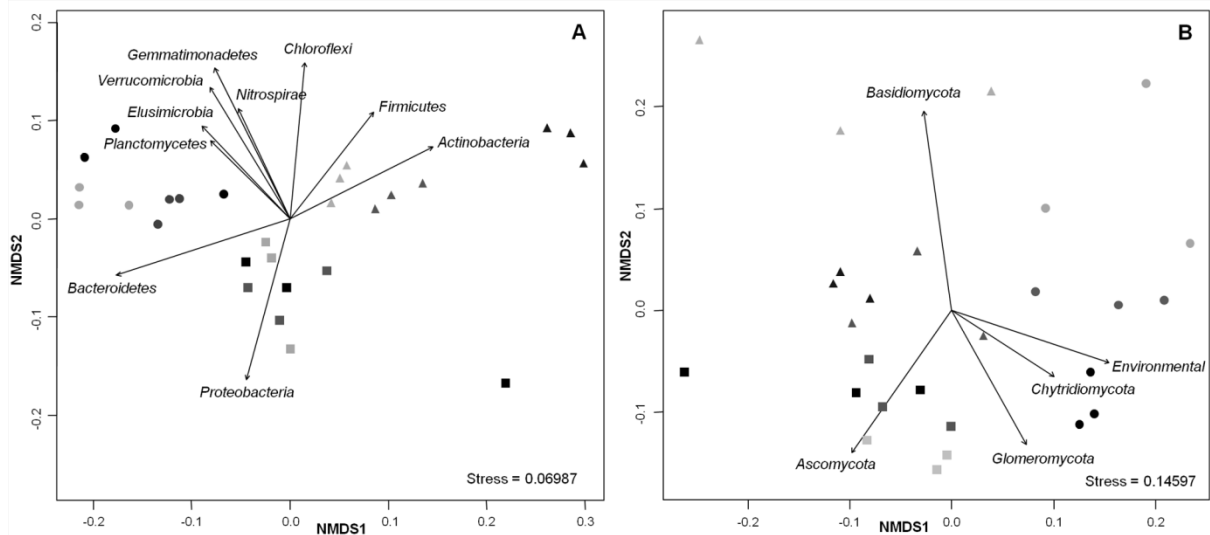 A
0.2
0.1
0.0
-0.1
-0.2
NMDS2
Gemmatimonadetes
Chloroflexi
Verrucomicrobia
Nitrospirae
Elusimicrobia
Firmicutes
Planctomycetes
Actinobacteria
Bacteroidetes
Proteobacteria
Stress = 0.06987
-0.2
-0.1
0.0
0.1
0.2
0.3
NMDS1
B
0.2
0.1
0.0
-0.1
NMDS2
Basidiomycota
Environmental
Chytridiomycota
Ascomycota
Glomeromycota
Stress = 0.14597
-0.2
-0.1
0.0
0.1
0.2
NMDS1